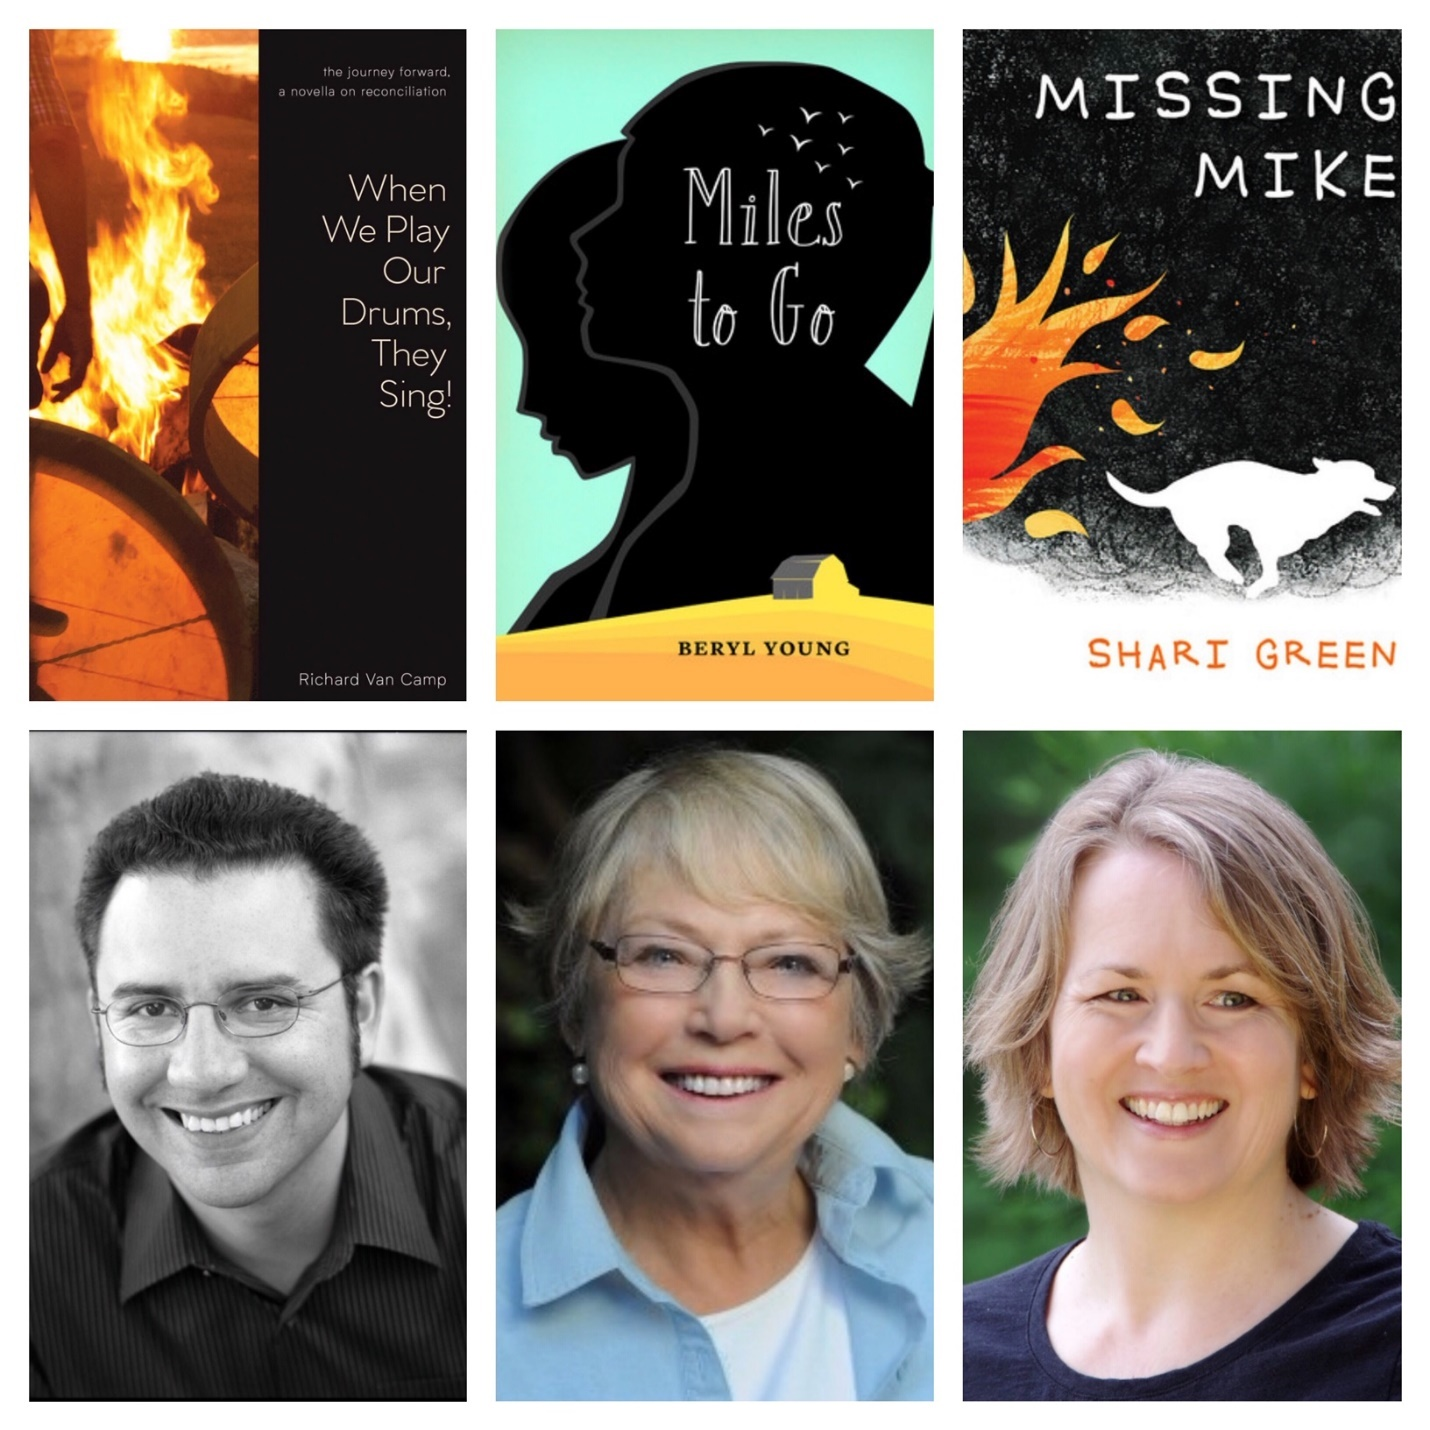 the journey forward,
a novella on reconciliation
When
We Play
Our
Drums,
They
Sing!
Richard Van Camp
Miles
to Go
BERYL YOUNG
MISSING
MIKE
SHARI GREEN